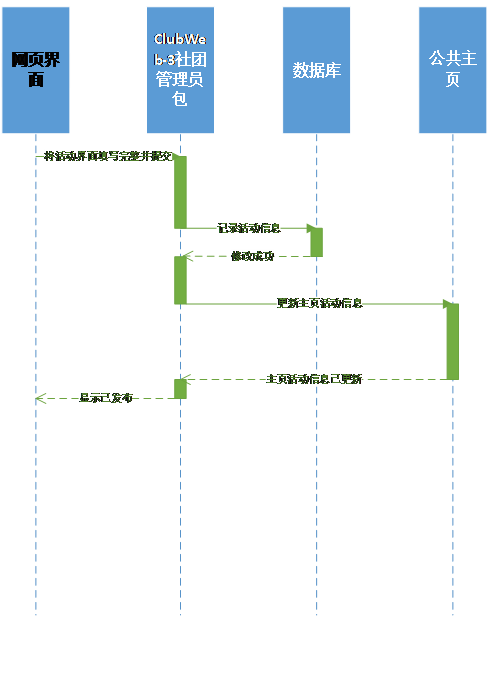 网页界
面
ClubWe
b-3社团
管理员
包
数据库
公共主
页
将活动界面填写完整并提交
记录活动信息
修改成功
更新主页活动信息
主页活动信息已更新
显示已发布